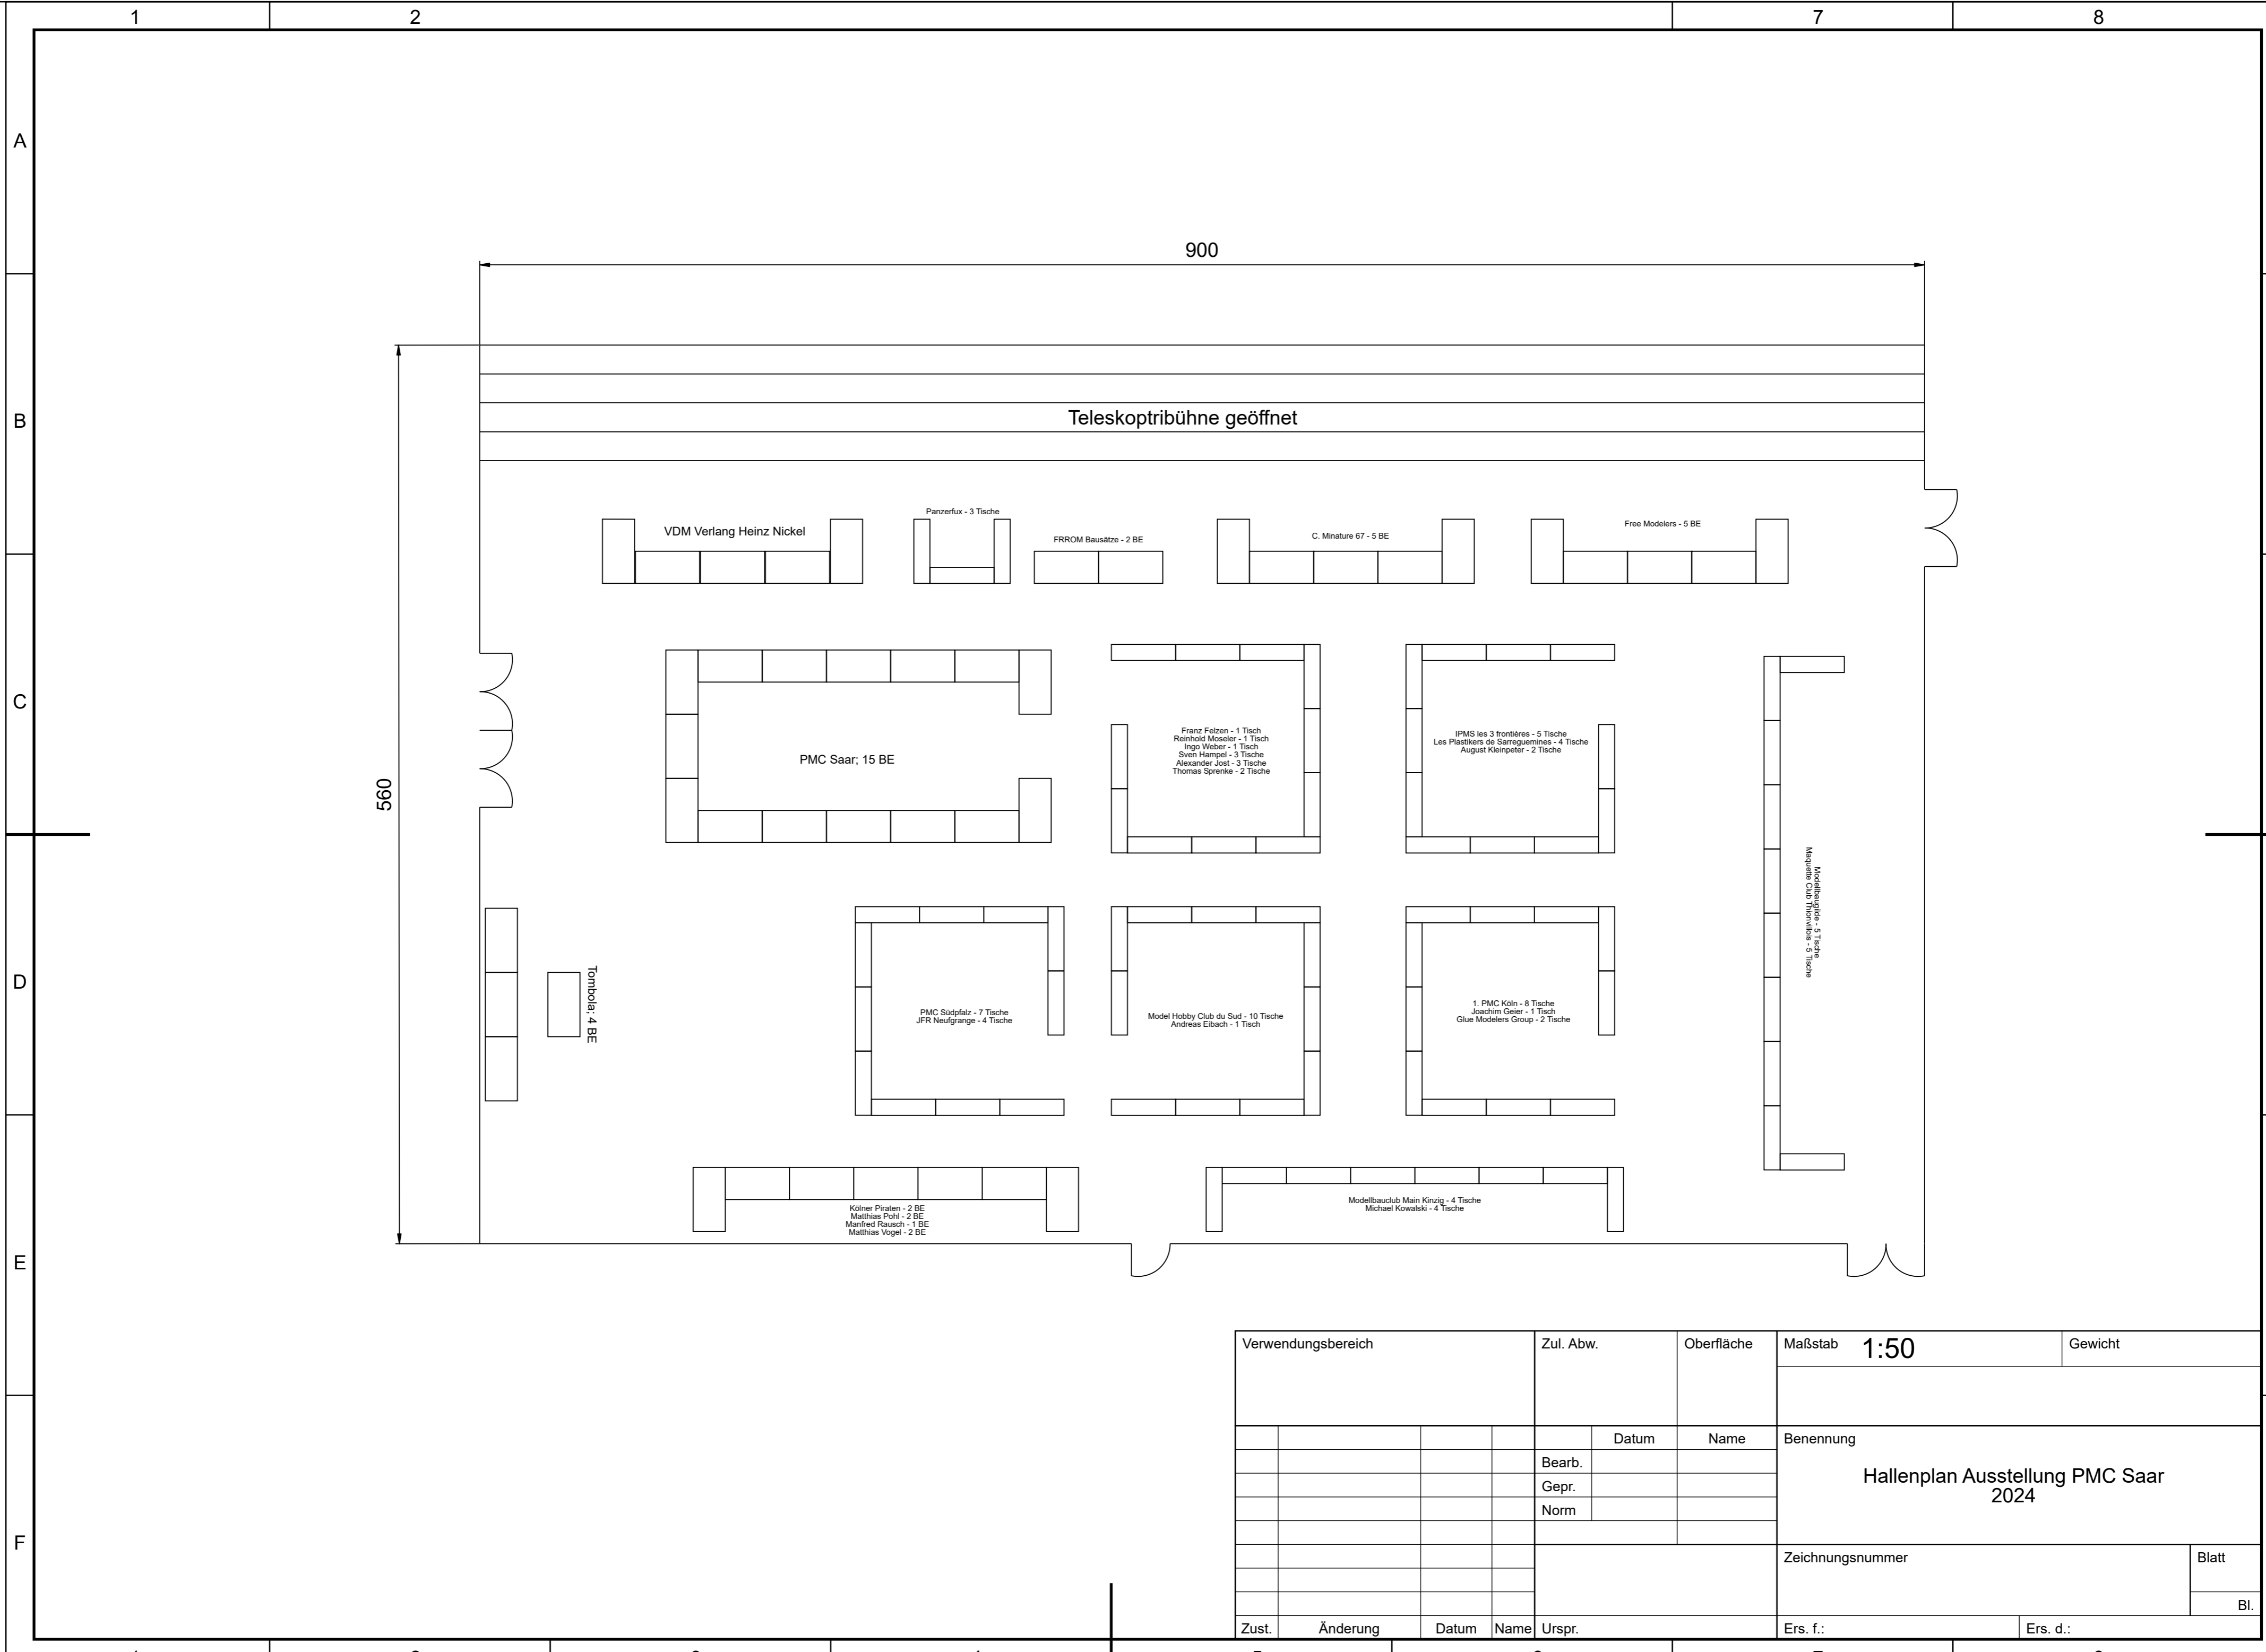 1
2
7
8
A
B
C
D
E
F
900
560
Teleskoptribühne geöffnet
VDM Verlang Heinz Nickel
Panzerfux - 3 Tische
FRROM Bausätze - 2 BE
C. Minature 67 - 5 BE
Free Modelers - 5 BE
PMC Saar; 15 BE
Franz Felzen - 1 Tisch
Reinhold Moseler - 1 Tisch
Ingo Weber - 1 Tisch
Sven Hampel - 3 Tische
Alexander Jost - 3 Tische
Thomas Sprenke - 2 Tische
IPMS les 3 frontières - 5 Tische
Les Plastikers de Sarreguemines - 4 Tische
August Kleinpeter - 2 Tische
Modellbaugilde - 5 Tische
Maquette Club Thionvillois - 5 Tische
Tombola; 4 BE
PMC Südpfalz - 7 Tische
JFR Neufgrange - 4 Tische
Model Hobby Club du Sud - 10 Tische
Andreas Eibach - 1 Tisch
1. PMC Köln - 8 Tische
Joachim Geier - 1 Tisch
Glue Modelers Group - 2 Tische
Kölner Piraten - 2 BE
Matthias Pohl - 2 BE
Manfred Rausch - 1 BE
Matthias Vogel - 2 BE
Modellbauclub Main Kinzig - 4 Tische
Michael Kowalski - 4 Tische
Verwendungsbereich
Zul. Abw.
Oberfläche
Maßstab 1:50
Gewicht
Datum Name
Bearb.
Gepr.
Norm
Benennung
Hallenplan Ausstellung PMC Saar
2024
Zeichnungsnummer
Blatt
Bl.
Zust. Änderung Datum Name Urspr. Ers. f.: Ers. d.: